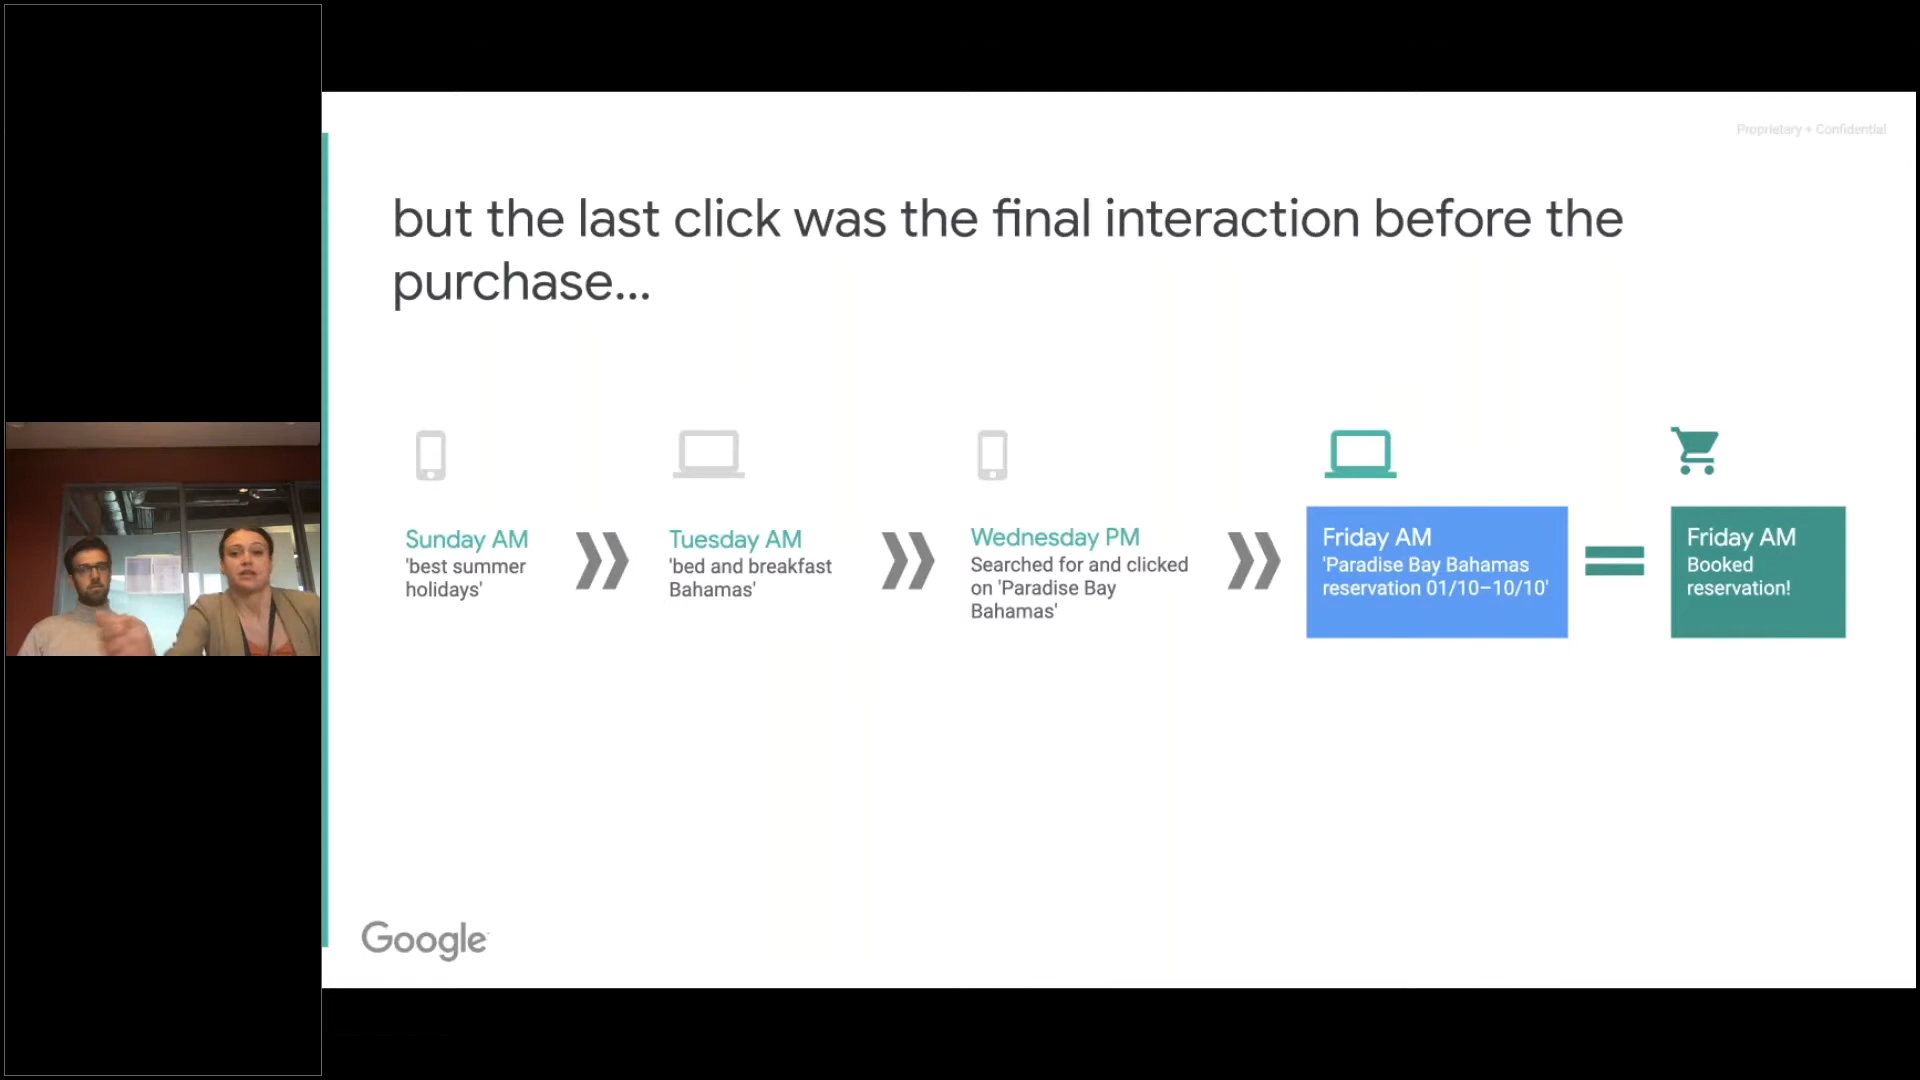 Proprietary + Confidential
but the last click was the final interaction before the
purchase...
Sunday AM
'best summer
holidays'
Tuesday AM
'bed and breakfast
Bahamas'
Wednesday PM
Searched for and clicked
on 'Paradise Bay
Bahamas'
Friday AM
'Paradise Bay Bahamas
reservation 01/10–10/10'
Friday AM
Booked
reservation!
Google